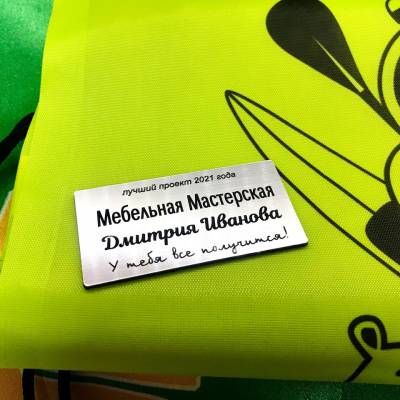 лучший проект 2021 года
Мебельная Мастерская
Дмитрия Иванова
У тебя все получится!